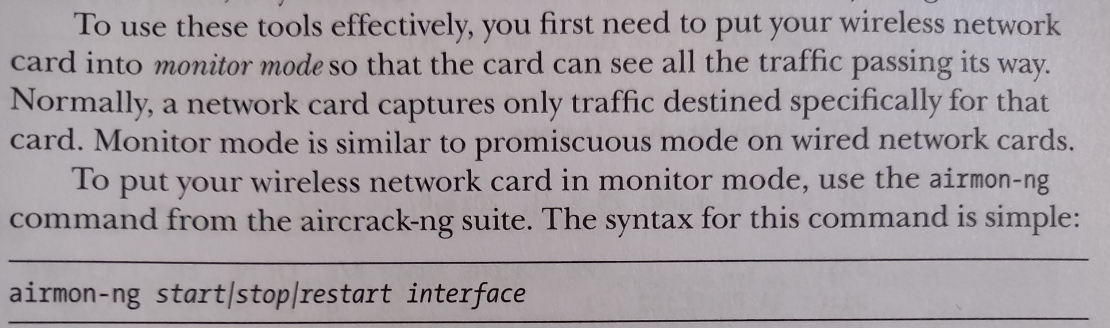 To use these tools effectively, you first need to put your wireless network
card into monitor mode so that the card can see all the traffic passing its way.
Normally, a network card captures only traffic destined specifically for that
card. Monitor mode is similar to promiscuous mode on wired network cards.
To put your wireless network card in monitor mode, use the airmon-ng
command from the aircrack-ng suite. The syntax for this command is simple:
airmon-ng start|stop|restart interface